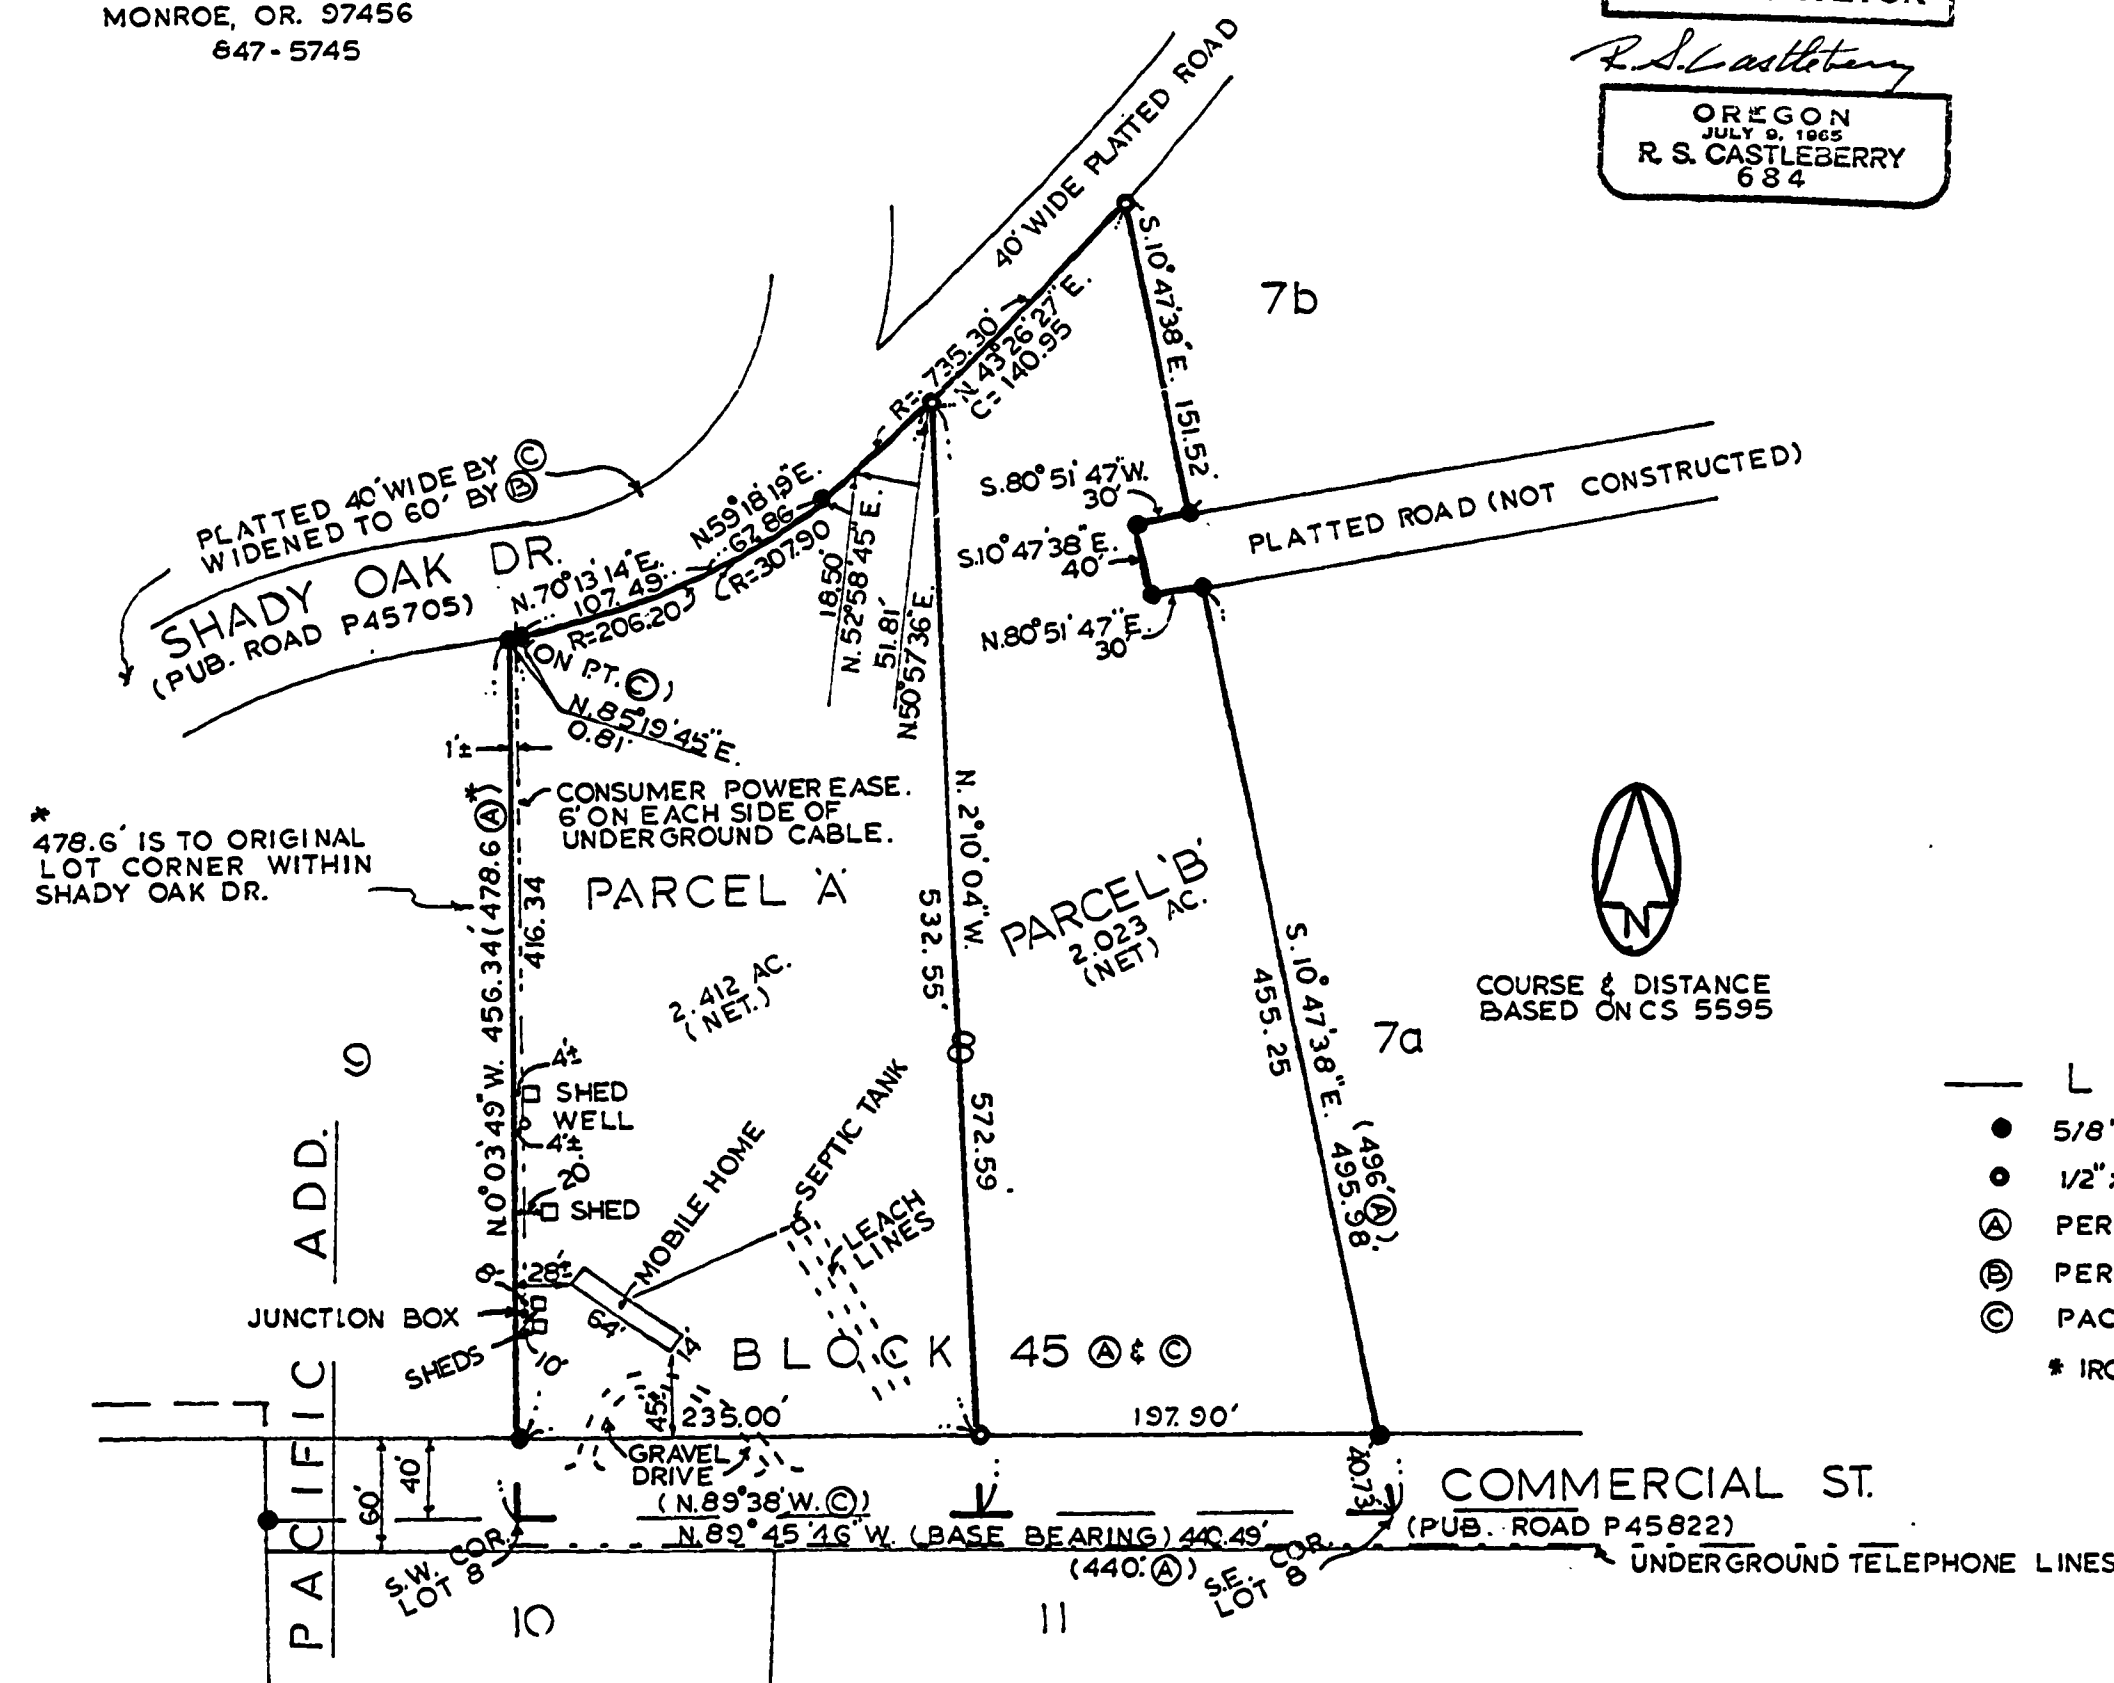 MONROE, OR. 97456
847-5745
R.S. Castleberry
OREGON
JULY 9, 1965
R. S. CASTLEBERRY
684
40' WIDE PLATTED ROAD
S. 10° 47' 38" E. 151.52'
7b
R= 735.30'
N. 43° 26' 27" E.
C= 140.95
PLATTED 40' WIDE BY C
WIDENED TO 60' BY B
SHADY OAK DR.
(PUB. ROAD P45705)
N. 70° 13' 14" E.
107.49
R=206.20'
N. 59° 18' 19" E.
62.86
(R=307.90
18.50'
N. 52° 58' 45" E.
51.81'
N. 50° 57' 36" E.
S. 80° 51' 47" W.
30'
S. 10° 47' 38" E.
40'
N. 80° 51' 47" E.
30'
PLATTED ROAD (NOT CONSTRUCTED)
(ON PT. C)
N. 85° 19' 45" E.
0.81'
1'±
CONSUMER POWER EASE.
6' ON EACH SIDE OF
UNDERGROUND CABLE.
*
478.6' IS TO ORIGINAL
LOT CORNER WITHIN
SHADY OAK DR.
N. 0° 03' 49" W. 456.34' (478.6 A *)
416.34
PARCEL 'A'
2.412 AC.
(NET.)
N. 2° 10' 04" W.
532.55'
572.59
PARCEL 'B'
2.023 AC.
(NET)
S. 10° 47' 38" E. 495.98'
455.25
(496' A)
7a
N
COURSE & DISTANCE
BASED ON CS 5595
9
8
4'±
SHED
WELL
4'±
20'
SHED
MOBILE HOME
SEPTIC TANK
LEACH
LINES
8'
28'±
64'
14'
JUNCTION BOX
SHEDS
10'
45'±
BLOCK 45 A & C
235.00'
197.90'
GRAVEL
DRIVE
40'
60'
40.73'
PACIFIC ADD.
(N. 89° 38' W. C)
N. 89° 45' 46" W. (BASE BEARING) 440.49'
(440' A)
S.W. COR.
LOT 8
S.E. COR.
LOT 8
COMMERCIAL ST.
(PUB. ROAD P45822)
UNDERGROUND TELEPHONE LINES
10
11
L
5/8"
1/2"
A PER
B PER
C PAC
* IRO